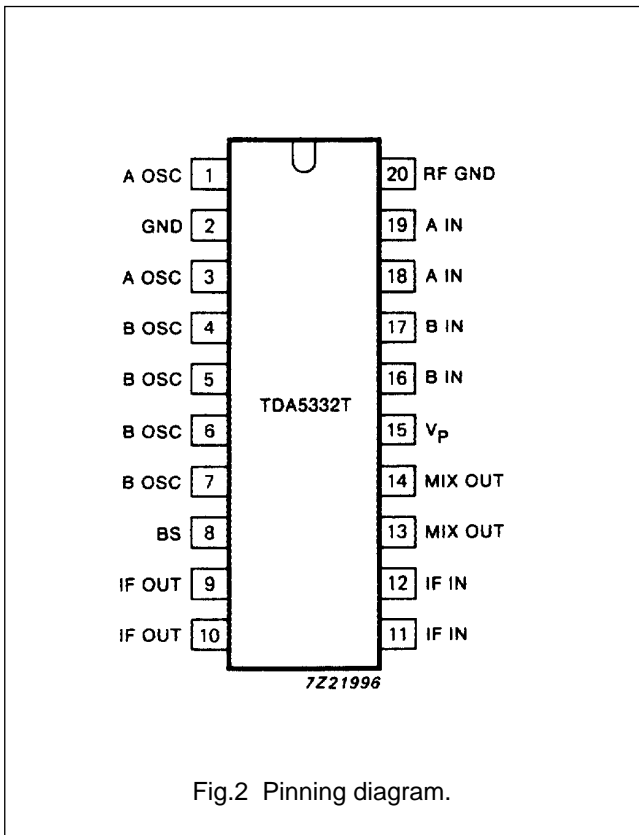 A OSC 1 20 RF GND
GND 2 19 A IN
A OSC 3 18 A IN
B OSC 4 17 B IN
B OSC 5 16 B IN
TDA5332T
B OSC 6 15 VP
B OSC 7 14 MIX OUT
BS 8 13 MIX OUT
IF OUT 9 12 IF IN
IF OUT 10 11 IF IN
7Z21996
Fig.2 Pinning diagram.